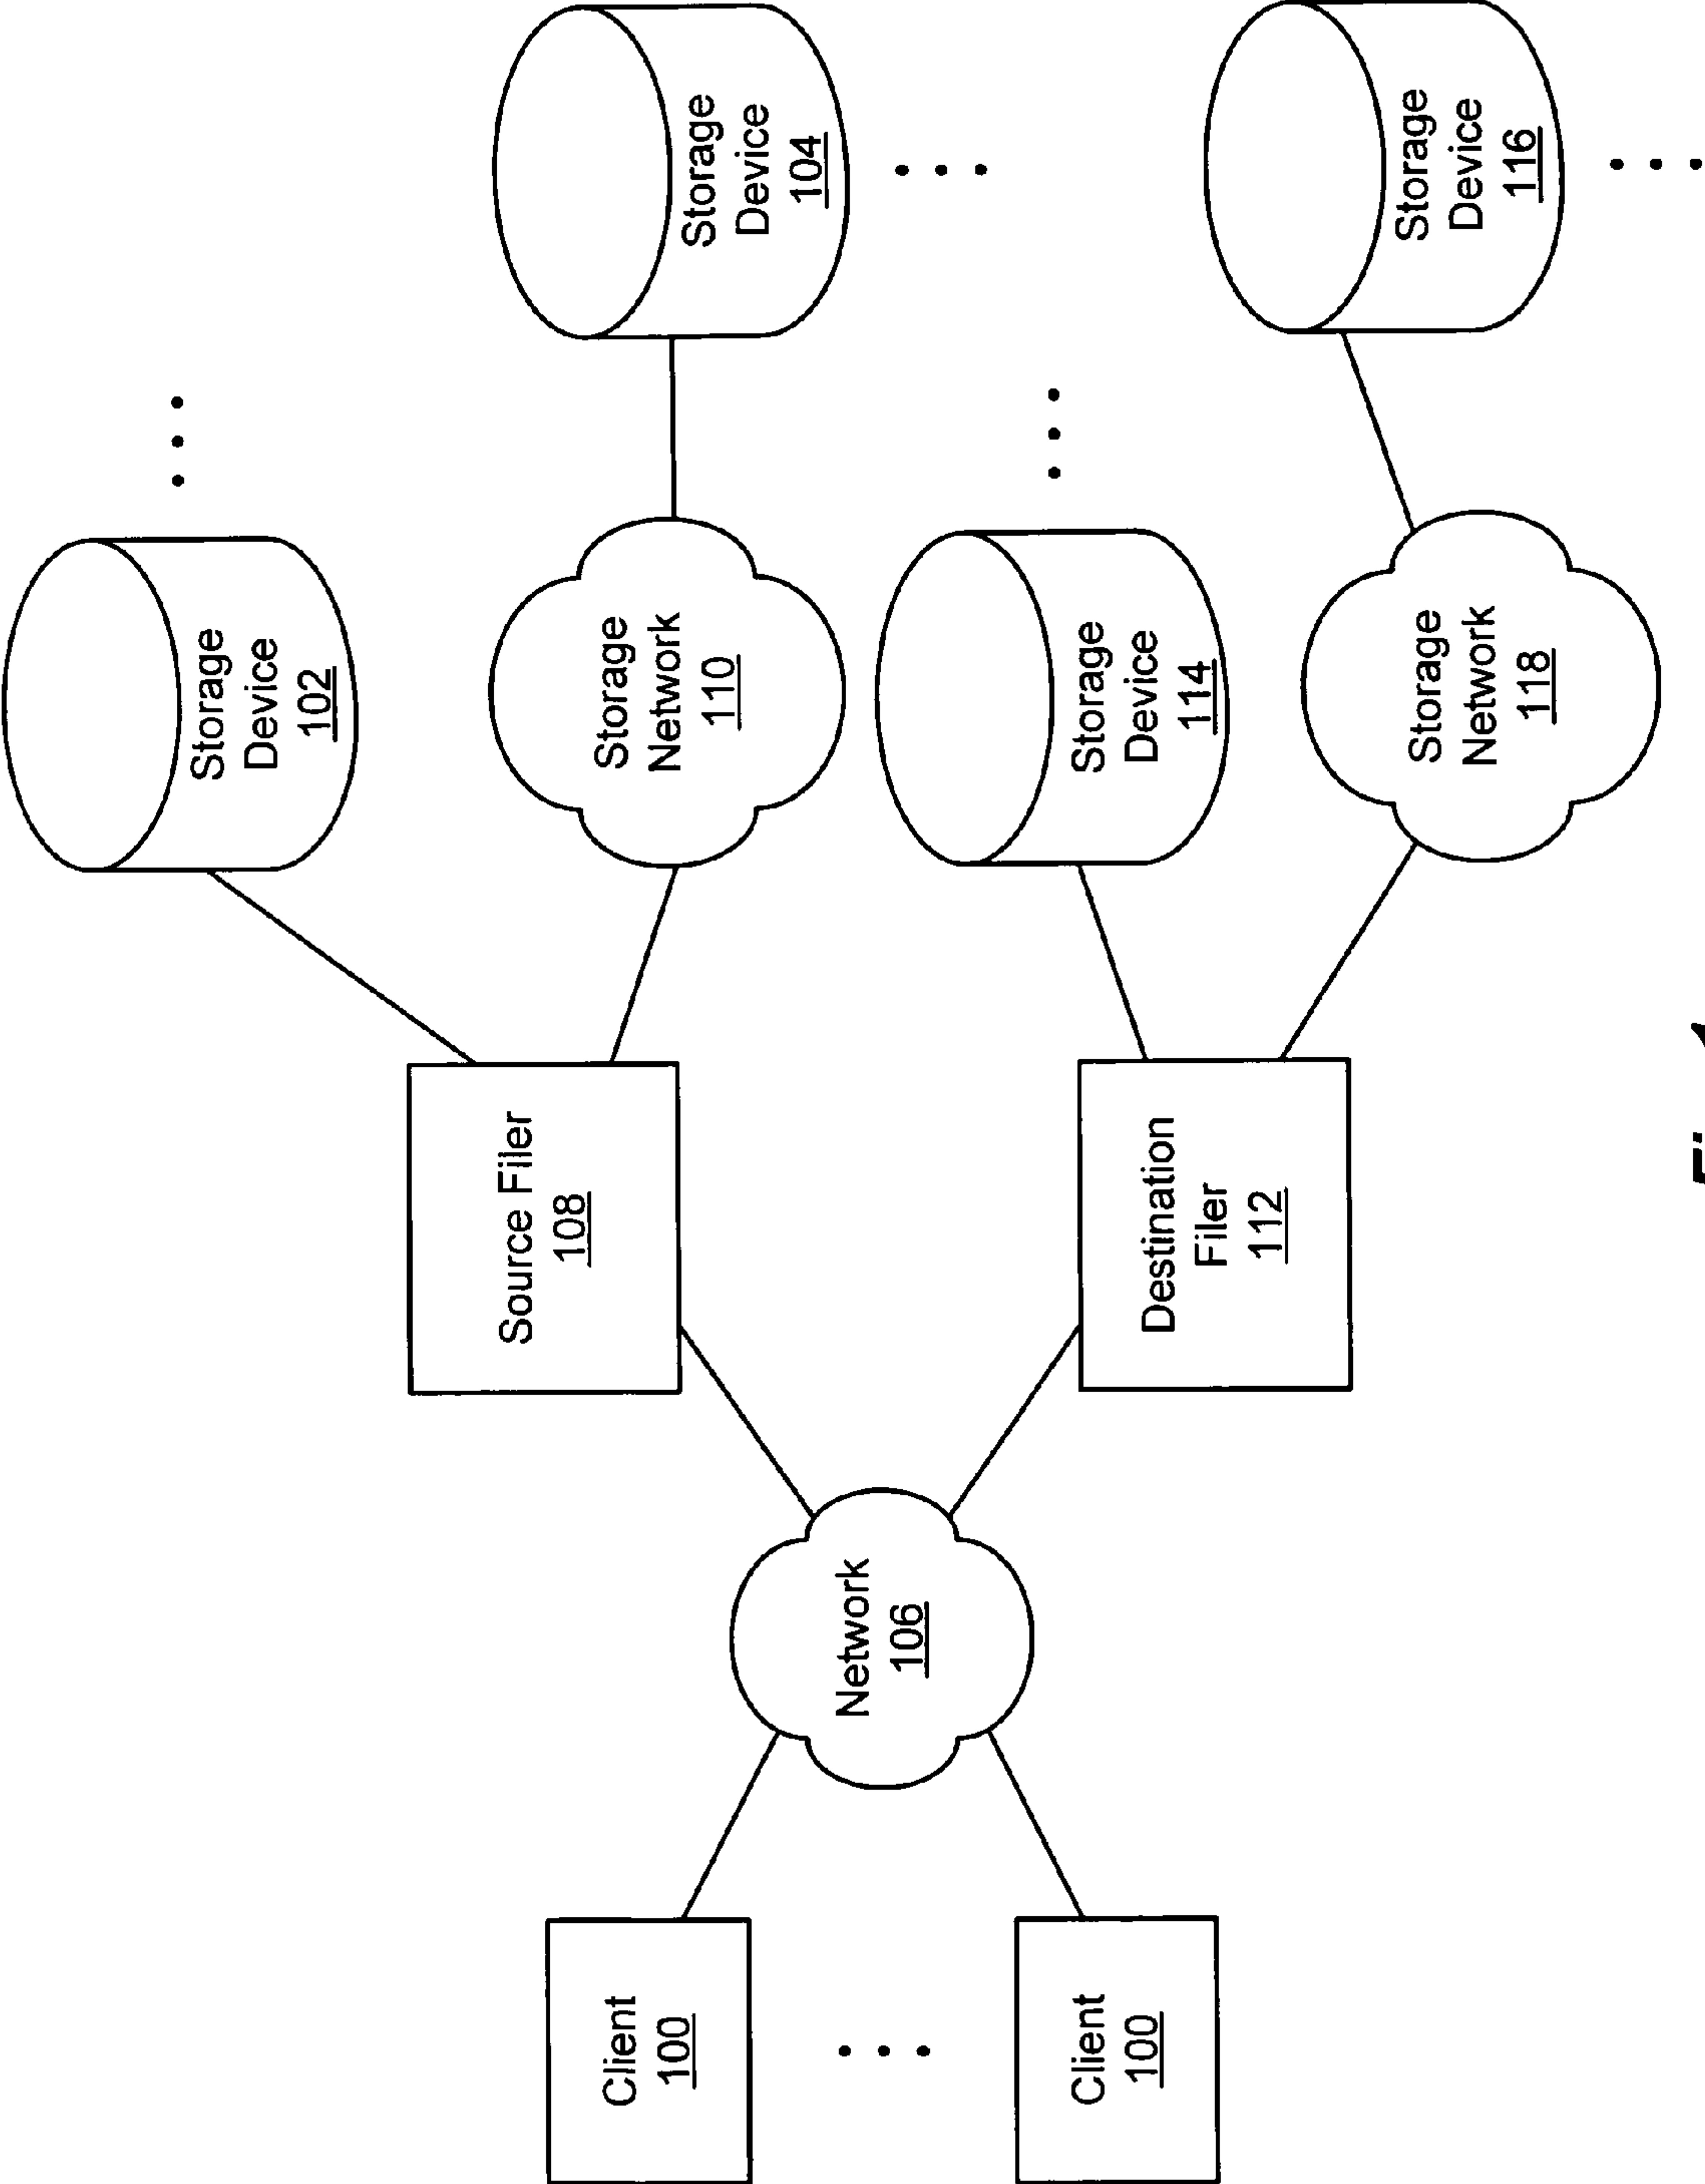 Storage
Device
102
Source Filer
108
Storage
Network
110
Storage
Device
104
Client
100
Network
106
Client
100
Destination
Filer
112
Storage
Device
114
Storage
Network
118
Storage
Device
116